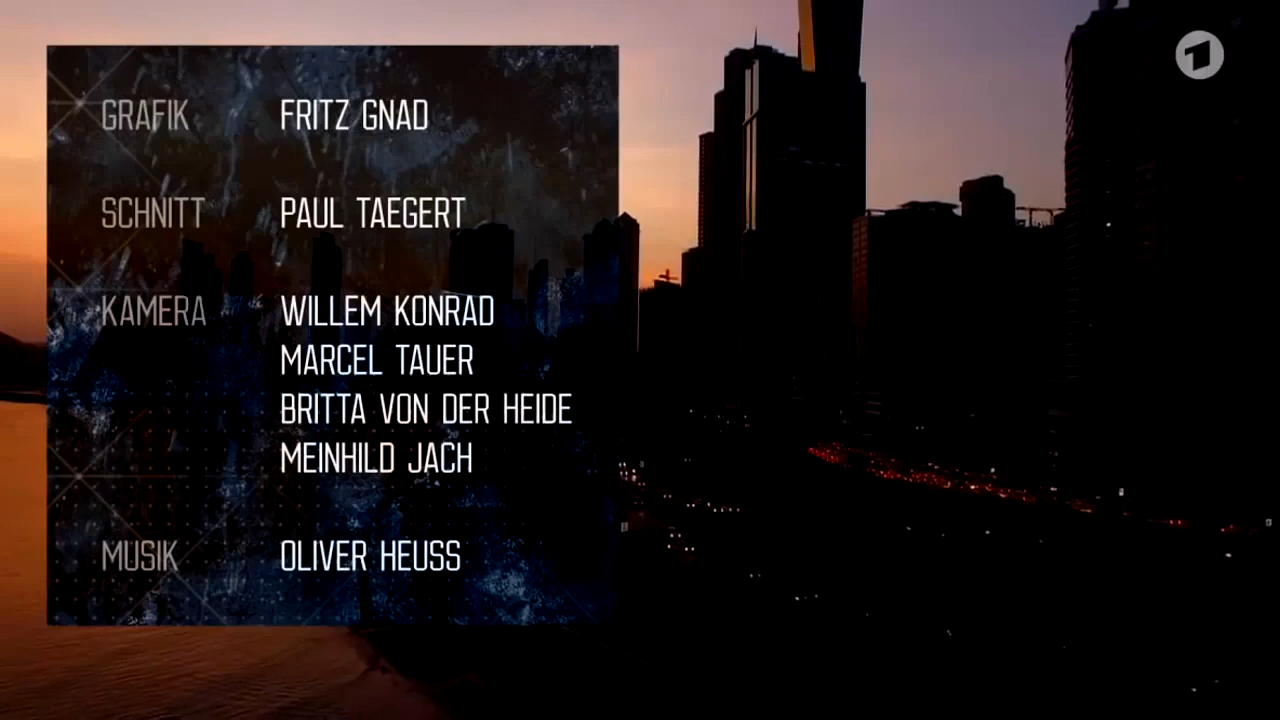 GRAFIK FRITZ GNAD
SCHNITT PAUL TAEGERT
KAMERA WILLEM KONRAD
MARCEL TAUER
BRITTA VON DER HEIDE
MEINHILD JACH
MUSIK OLIVER HEUSS
1